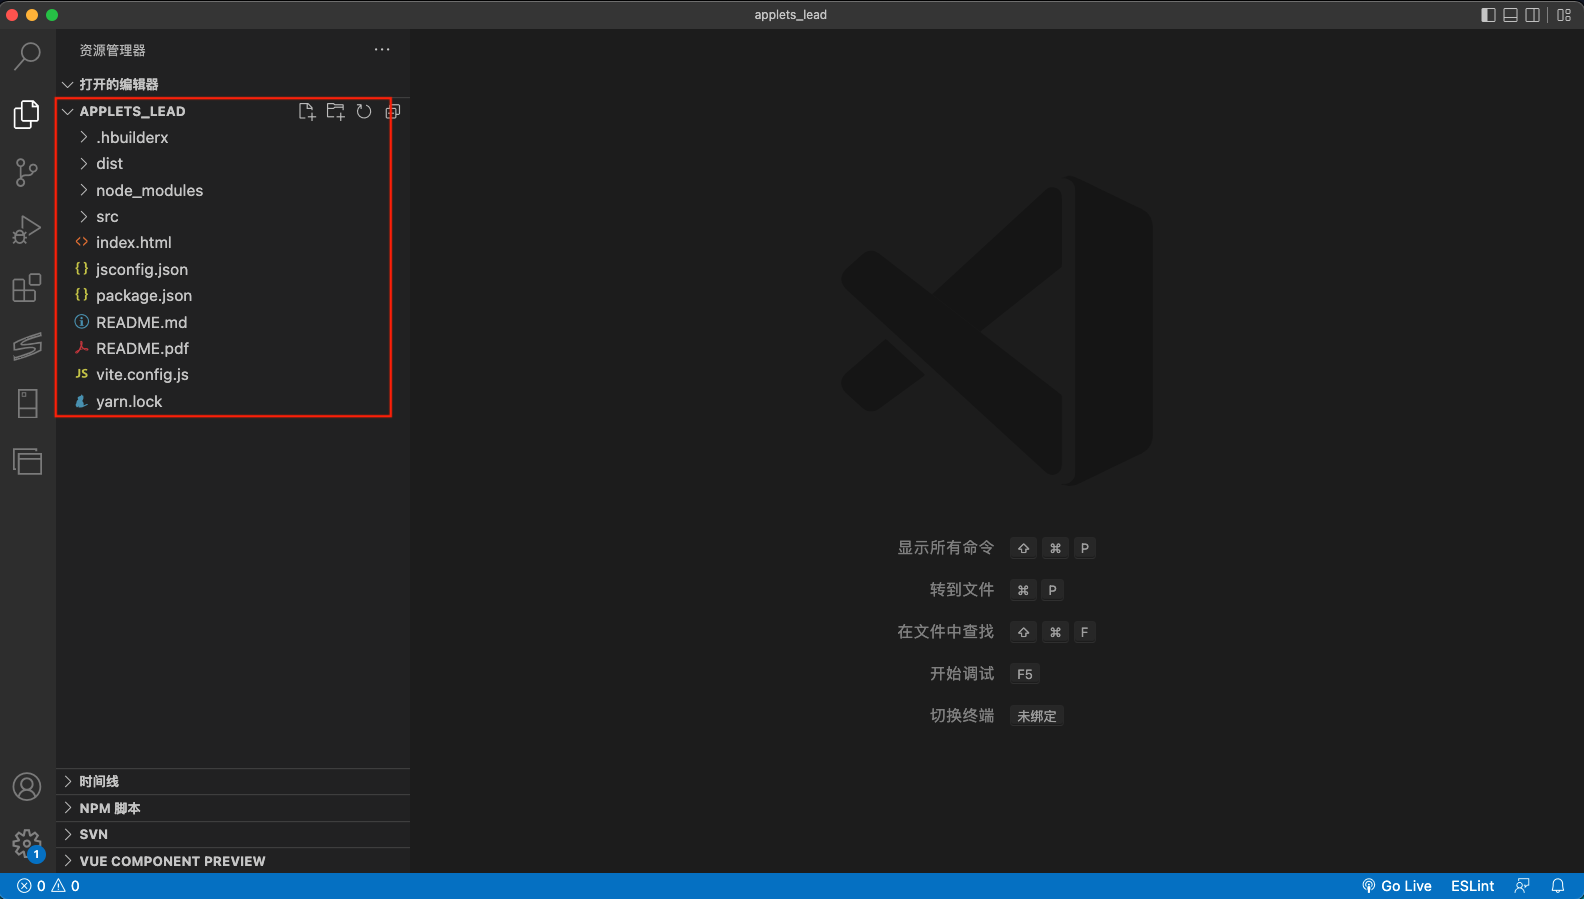 applets_lead
资源管理器
打开的编辑器
APPLETS_LEAD
.hbuilderx
dist
node_modules
src
index.html
jsconfig.json
package.json
README.md
README.pdf
JS vite.config.js
yarn.lock
显示所有命令 ⇧ ⌘ P
转到文件 ⌘ P
在文件中查找 ⇧ ⌘ F
开始调试 F5
切换终端 未绑定
时间线
NPM 脚本
SVN
VUE COMPONENT PREVIEW
1
0 0
Go Live ESLint